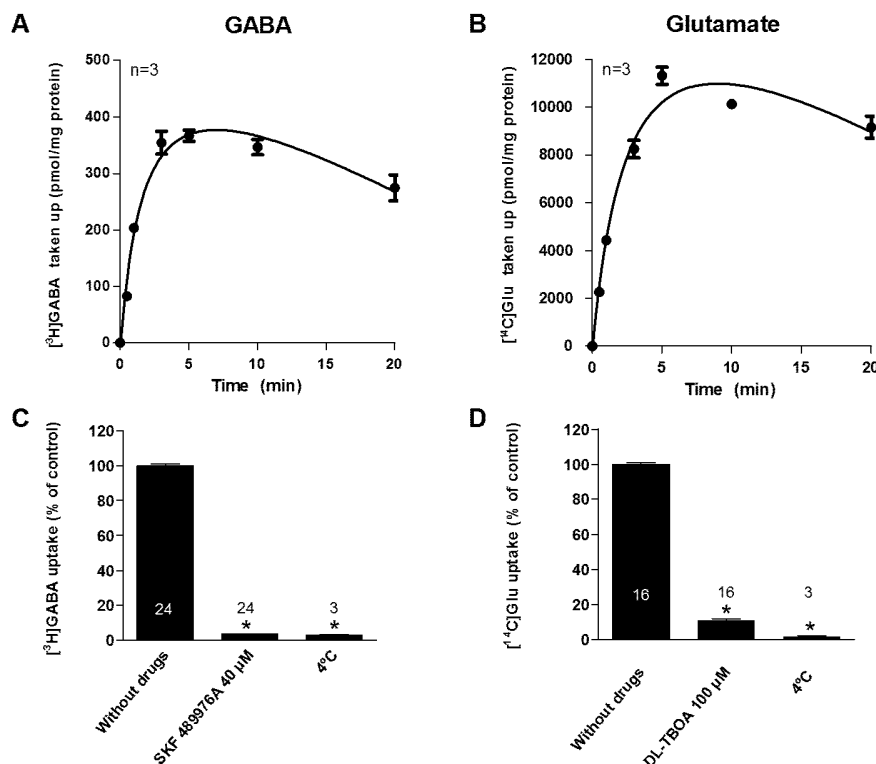 A
GABA
n=3
[³H]GABA taken up (pmol/mg protein)
500
400
300
200
100
0
0
5
10
15
20
Time (min)
B
Glutamate
n=3
[¹⁴C]Glu taken up (pmol/mg protein)
12000
10000
8000
6000
4000
2000
0
0
5
10
15
20
Time (min)
C
[³H]GABA uptake (% of control)
120
100
80
60
40
20
0
24
24
3
*
*
Without drugs
SKF 489976A 40 µM
4ºC
D
[¹⁴C]Glu uptake (% of control)
120
100
80
60
40
20
0
16
16
3
*
*
Without drugs
DL-TBOA 100 µM
4ºC